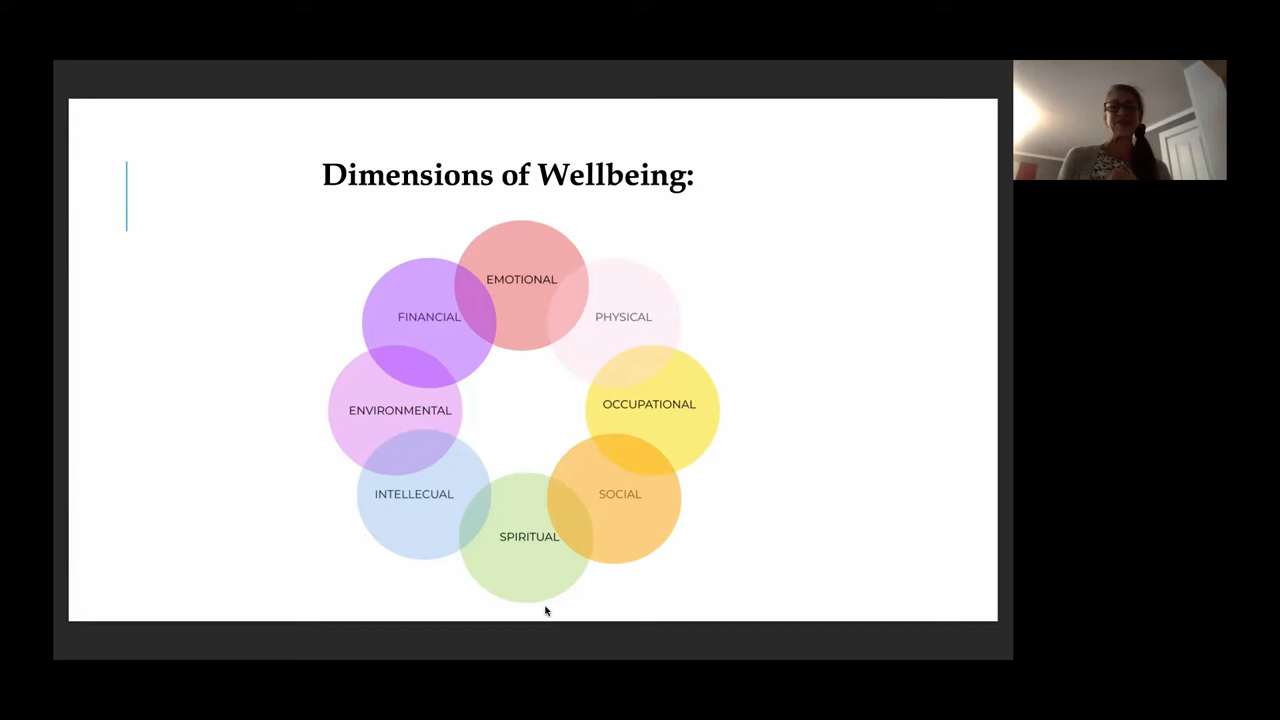 Dimensions of Wellbeing:
EMOTIONAL
FINANCIAL
PHYSICAL
ENVIRONMENTAL
OCCUPATIONAL
INTELLECUAL
SOCIAL
SPIRITUAL